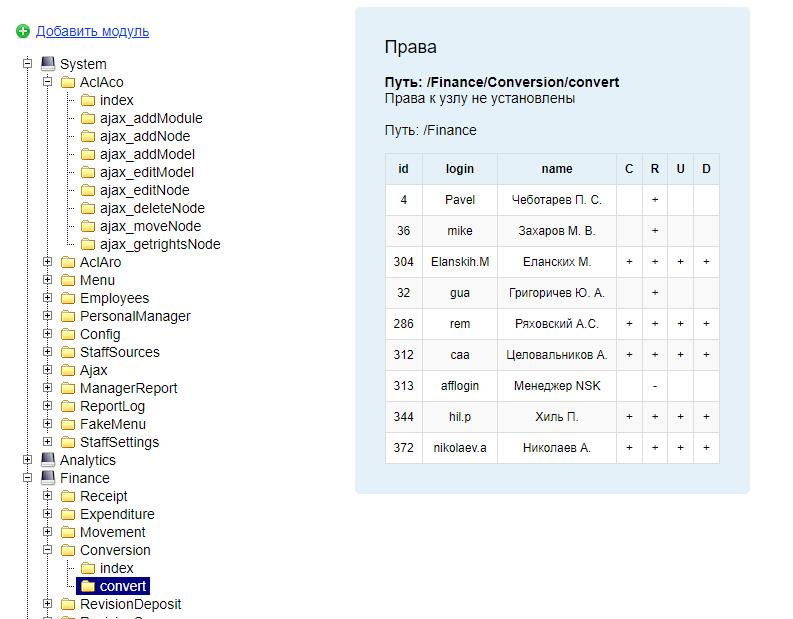 Добавить модуль
System
AclAco
index
ajax_addModule
ajax_addNode
ajax_addModel
ajax_editModel
ajax_editNode
ajax_deleteNode
ajax_moveNode
ajax_getrightsNode
AclAro
Menu
Employees
PersonalManager
Config
StaffSources
Ajax
ManagerReport
ReportLog
FakeMenu
StaffSettings
Analytics
Finance
Receipt
Expenditure
Movement
Conversion
index
convert
RevisionDeposit
Права
Путь: /Finance/Conversion/convert
Права к узлу не установлены
Путь: /Finance
id login name C R U D
4 Pavel Чеботарев П. С. +
36 mike Захаров М. В. +
304 Elanskih.M Еланских М. + + + +
32 gua Григоричев Ю. А. +
286 rem Ряховский А.С. + + + +
312 caa Целовальников А. + + + +
313 afflogin Менеджер NSK -
344 hil.p Хиль П. + + + +
372 nikolaev.a Николаев А. + + + +